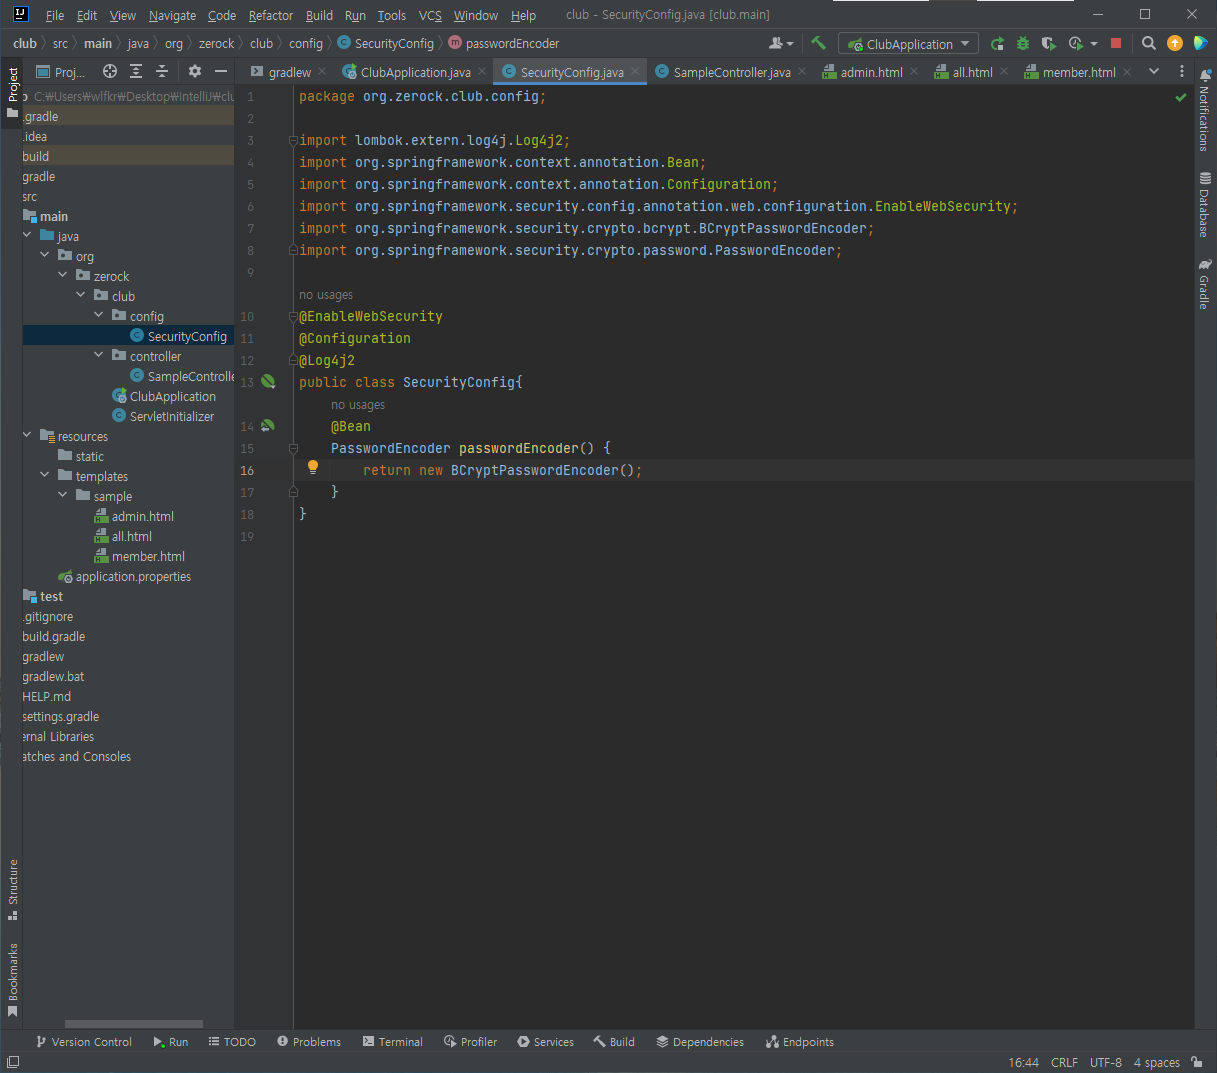 File Edit View Navigate Code Refactor Build Run Tools VCS Window Help club - SecurityConfig.java [club.main]
club src main java org zerock club config SecurityConfig passwordEncoder ClubApplication
Project
Proj...
gradlew ClubApplication.java SecurityConfig.java SampleController.java admin.html all.html member.html
C:₩Users₩wlfkr₩Desktop₩IntelliJ₩clu
.gradle
.idea
build
gradle
src
main
java
org
zerock
club
config
SecurityConfig
controller
SampleControlle
ClubApplication
ServletInitializer
resources
static
templates
sample
admin.html
all.html
member.html
application.properties
test
.gitignore
build.gradle
gradlew
gradlew.bat
HELP.md
settings.gradle
ernal Libraries
atches and Consoles
1 package org.zerock.club.config;
2
3 import lombok.extern.log4j.Log4j2;
4 import org.springframework.context.annotation.Bean;
5 import org.springframework.context.annotation.Configuration;
6 import org.springframework.security.config.annotation.web.configuration.EnableWebSecurity;
7 import org.springframework.security.crypto.bcrypt.BCryptPasswordEncoder;
8 import org.springframework.security.crypto.password.PasswordEncoder;
9
no usages
10 @EnableWebSecurity
11 @Configuration
12 @Log4j2
13 public class SecurityConfig{
no usages
14 @Bean
15 PasswordEncoder passwordEncoder() {
16 return new BCryptPasswordEncoder();
17 }
18 }
19
Notifications
Database
Gradle
Structure
Bookmarks
Version Control Run TODO Problems Terminal Profiler Services Build Dependencies Endpoints
16:44 CRLF UTF-8 4 spaces